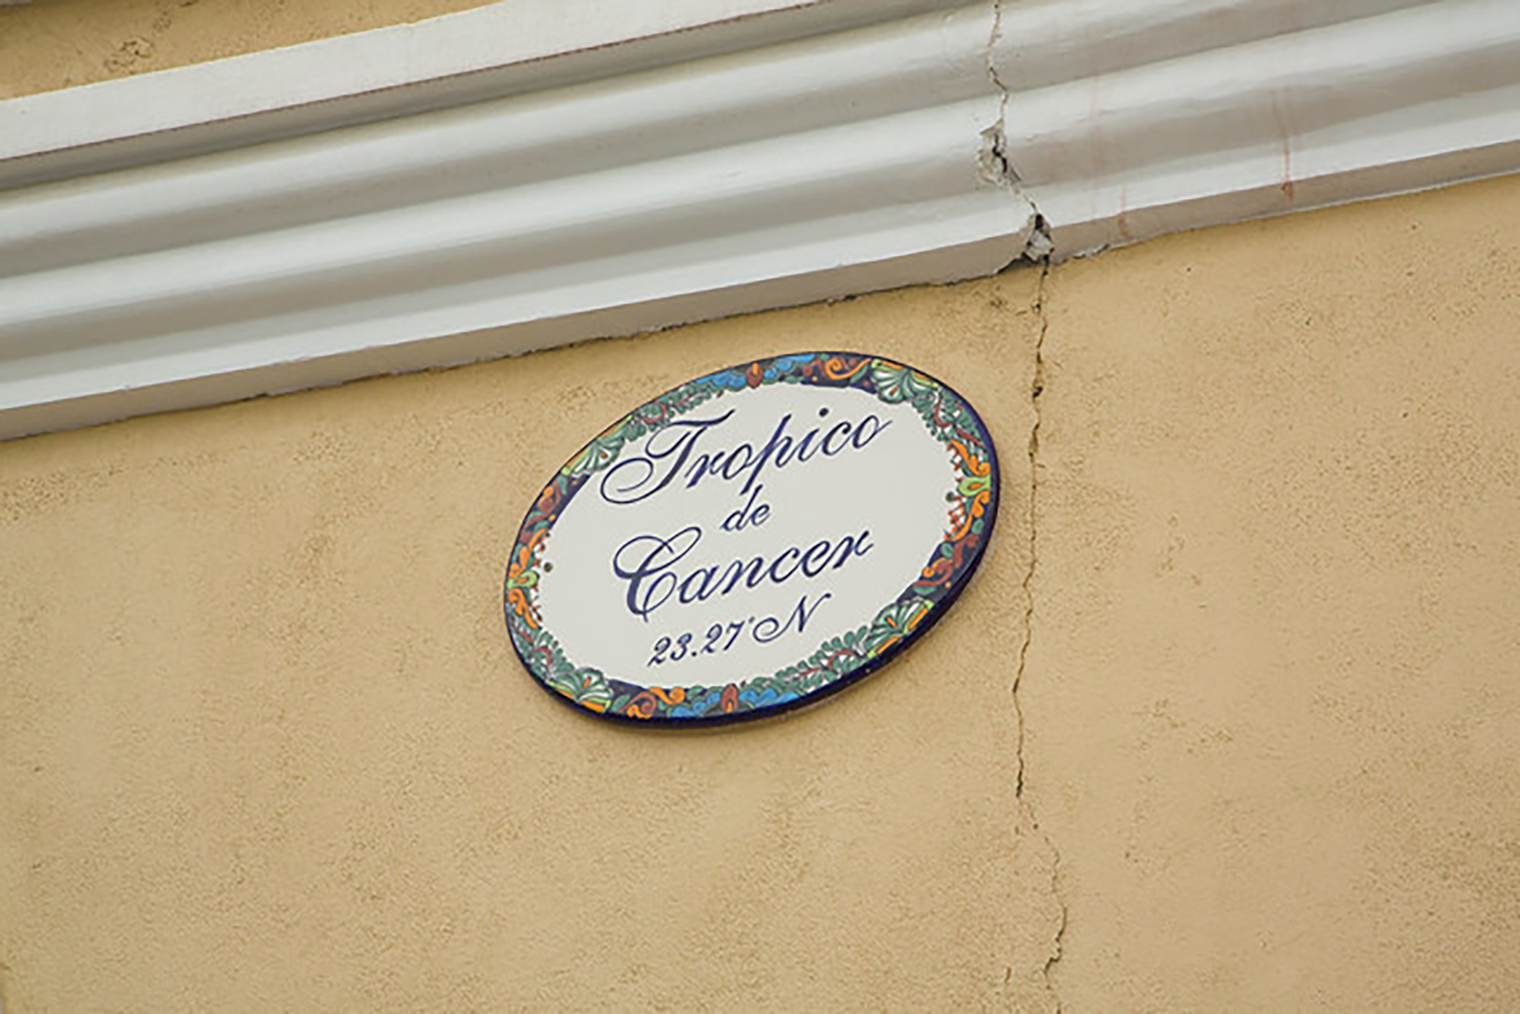 Tropico
de
Cancer
23.27° N